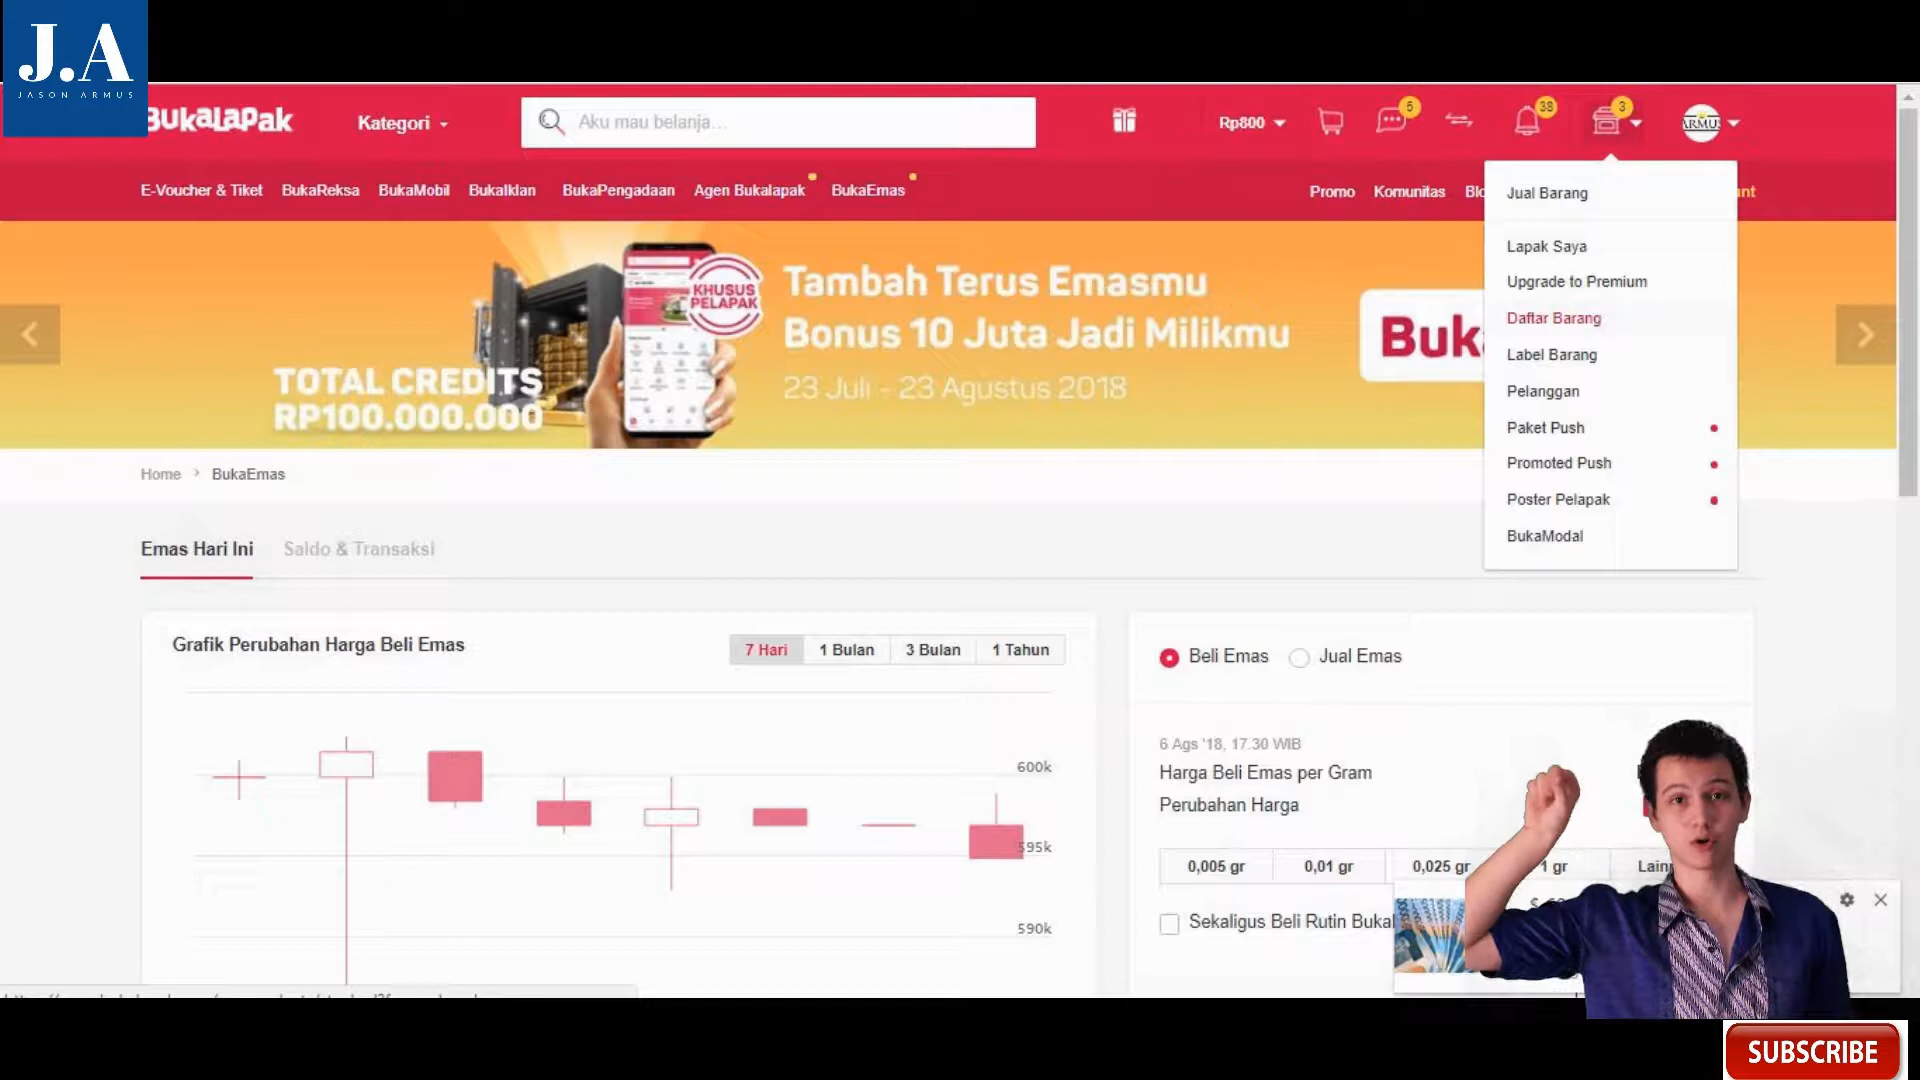 J.A
JASON ARMUS
BukaLapak
Kategori
Aku mau belanja...
Rp800
5
38
3
ARMUS
E-Voucher & Tiket
BukaReksa
BukaMobil
BukaIklan
BukaPengadaan
Agen Bukalapak
BukaEmas
Promo
Komunitas
Jual Barang
Lapak Saya
Upgrade to Premium
Daftar Barang
Label Barang
Pelanggan
Paket Push
Promoted Push
Poster Pelapak
BukaModal
KHUSUS
PELAPAK
Tambah Terus Emasmu
Bonus 10 Juta Jadi Milikmu
23 Juli - 23 Agustus 2018
TOTAL CREDITS
RP100.000.000
Home > BukaEmas
Emas Hari Ini
Saldo & Transaksi
Grafik Perubahan Harga Beli Emas
7 Hari
1 Bulan
3 Bulan
1 Tahun
600k
595k
590k
Beli Emas
Jual Emas
6 Ags '18, 17.30 WIB
Harga Beli Emas per Gram
Perubahan Harga
0,005 gr
0,01 gr
0,025 gr
1 gr
Sekaligus Beli Rutin
SUBSCRIBE